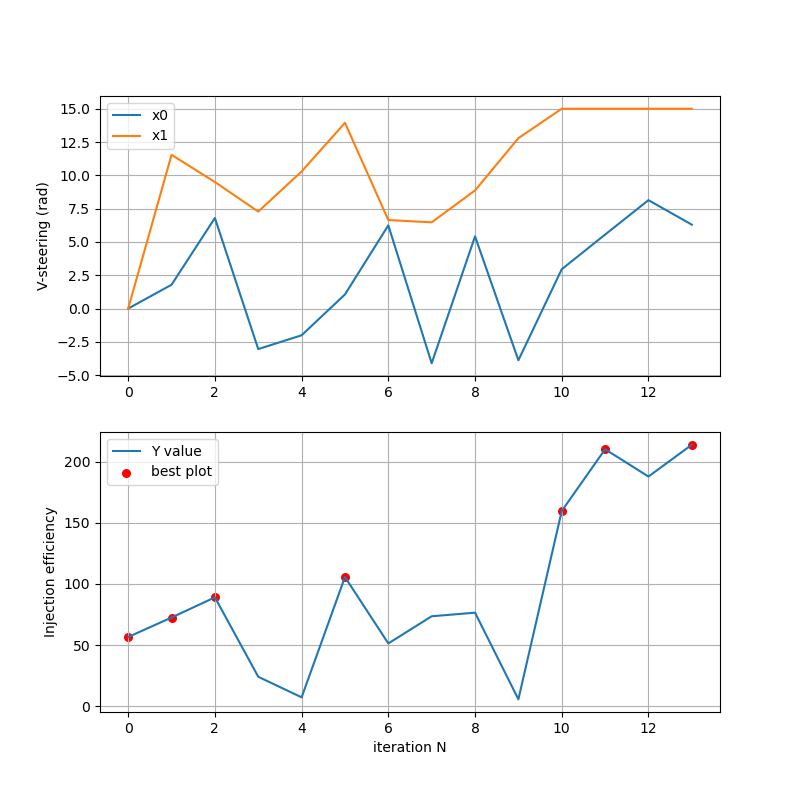 15.0
12.5
10.0
7.5
5.0
2.5
0.0
−2.5
−5.0
V-steering (rad)
x0
x1
0 2 4 6 8 10 12
200
150
100
50
0
Injection efficiency
Y value
best plot
0 2 4 6 8 10 12
iteration N